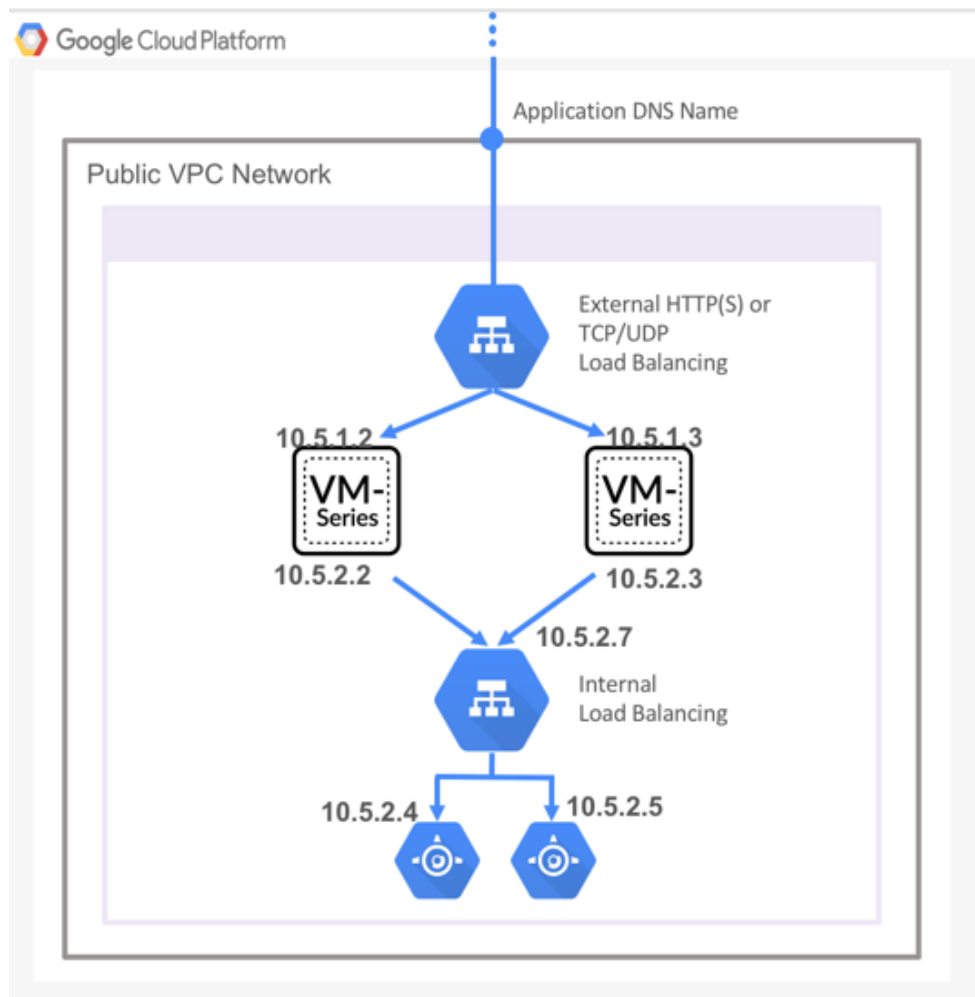 Google Cloud Platform
Application DNS Name
Public VPC Network
External HTTP(S) or
TCP/UDP
Load Balancing
10.5.1.2
10.5.1.3
VM-
Series
VM-
Series
10.5.2.2
10.5.2.3
10.5.2.7
Internal
Load Balancing
10.5.2.4
10.5.2.5